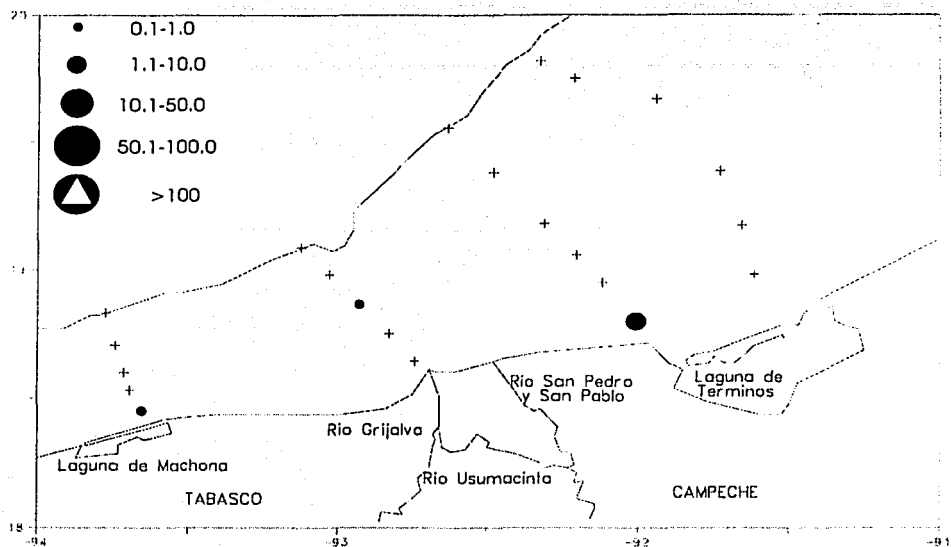 20
0.1-1.0
1.1-10.0
10.1-50.0
50.1-100.0
>100
Rio San Pedro
y San Pablo
Laguna de
Terminos
Rio Grijalva
Laguna de Machona
Rio Usumacinta
TABASCO
CAMPECHE
18
-94
-93
-92
-91